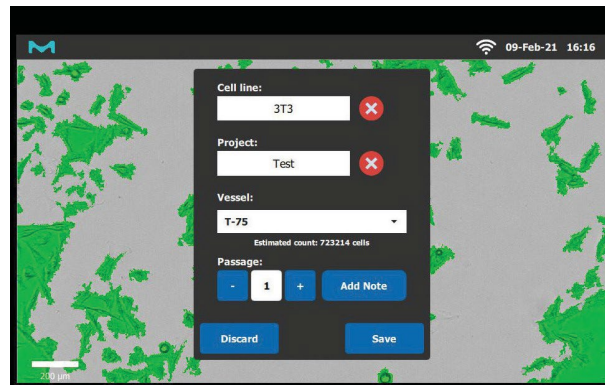 09-Feb-21 16:16
Cell line:
3T3
Project:
Test
Vessel:
T-75
Estimated count: 723214 cells
Passage:
- 1 + Add Note
Discard Save
200 µm